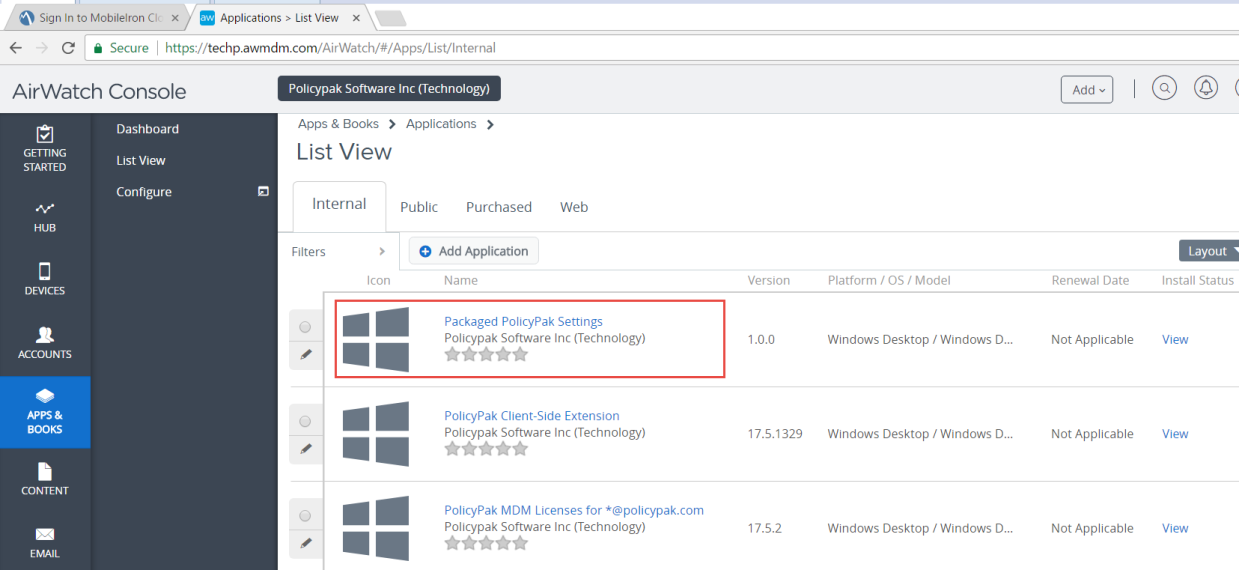 Sign In to MobileIron Clo
aw Applications > List View
Secure https://techp.awmdm.com/AirWatch/#/Apps/List/Internal
AirWatch Console
Policypak Software Inc (Technology)
Add
GETTING
STARTED
HUB
DEVICES
ACCOUNTS
APPS &
BOOKS
CONTENT
EMAIL
Dashboard
List View
Configure
Apps & Books > Applications >
List View
Internal Public Purchased Web
Filters >
Add Application
Layout
Icon Name Version Platform / OS / Model Renewal Date Install Status
Packaged PolicyPak Settings
Policypak Software Inc (Technology)
1.0.0 Windows Desktop / Windows D... Not Applicable View
PolicyPak Client-Side Extension
Policypak Software Inc (Technology)
17.5.1329 Windows Desktop / Windows D... Not Applicable View
PolicyPak MDM Licenses for *@policypak.com
Policypak Software Inc (Technology)
17.5.2 Windows Desktop / Windows D... Not Applicable View